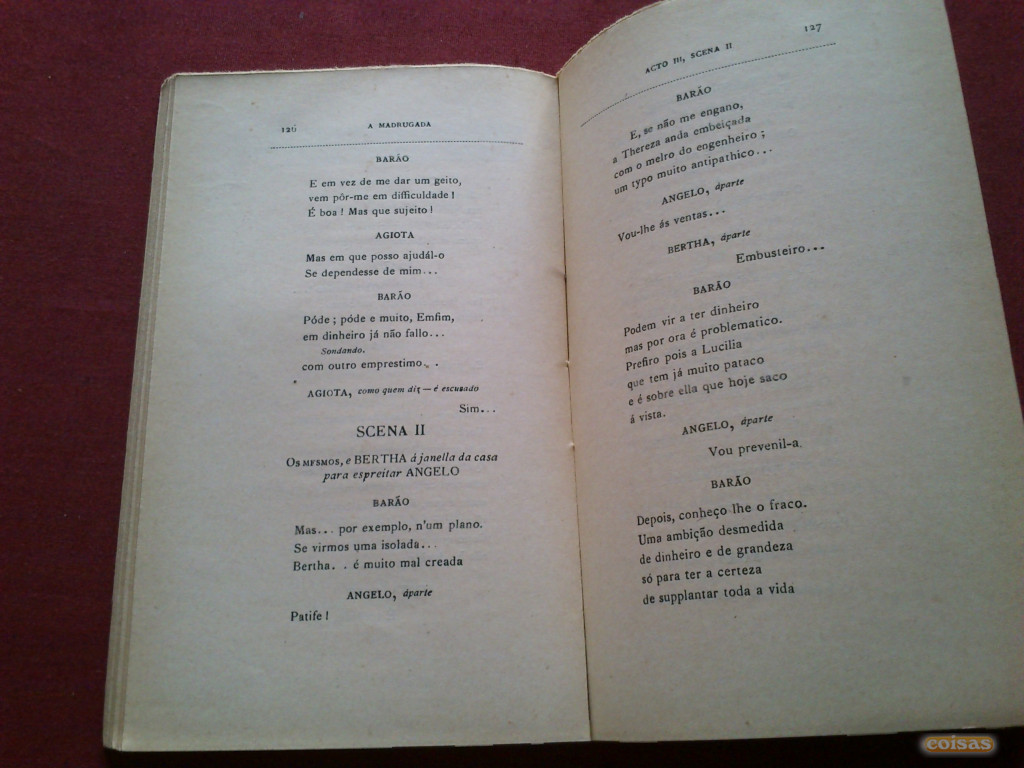 126
A MADRUGADA
BARÃO
E em vez de me dar um geito,
vem pôr-me em difficuldade !
É boa ! Mas que sujeito !
AGIOTA
Mas em que posso ajudál-o
Se dependesse de mim...
BARÃO
Póde ; póde e muito, Emfim,
em dinheiro já não fallo...
Sondando.
com outro emprestimo. .
AGIOTA, como quem diz — é escusado
Sim...
SCENA II
Os mesmos, e BERTHA á janella da casa
para espreitar ANGELO
BARÃO
Mas... por exemplo, n'um plano.
Se virmos uma isolada...
Bertha. . é muito mal creada
ANGELO, áparte
Patife !
127
ACTO III, SCENA II
BARÃO
E, se não me engano,
a Thereza anda embeiçada
com o melro do engenheiro ;
um typo muito antipathico...
ANGELO, áparte
Vou-lhe ás ventas...
BERTHA, áparte
Embusteiro...
BARÃO
Podem vir a ter dinheiro
mas por ora é problematico.
Prefiro pois a Lucilia
que tem já muito pataco
e é sobre ella que hoje saco
á vista.
ANGELO, áparte
Vou prevenil-a
BARÃO
Depois, conheço lhe o fraco.
Uma ambição desmedida
de dinheiro e de grandeza
só para ter a certeza
de supplantar toda a vida
coisas